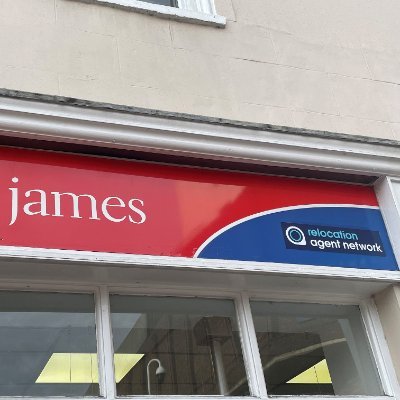 james
relocation
agent network